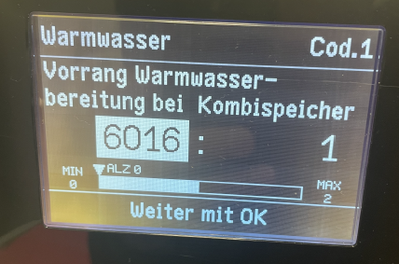 Warmwasser Cod.1
Vorrang Warmwasser-
bereitung bei Kombispeicher
6016 : 1
MIN ALZ 0 MAX
0 2
Weiter mit OK